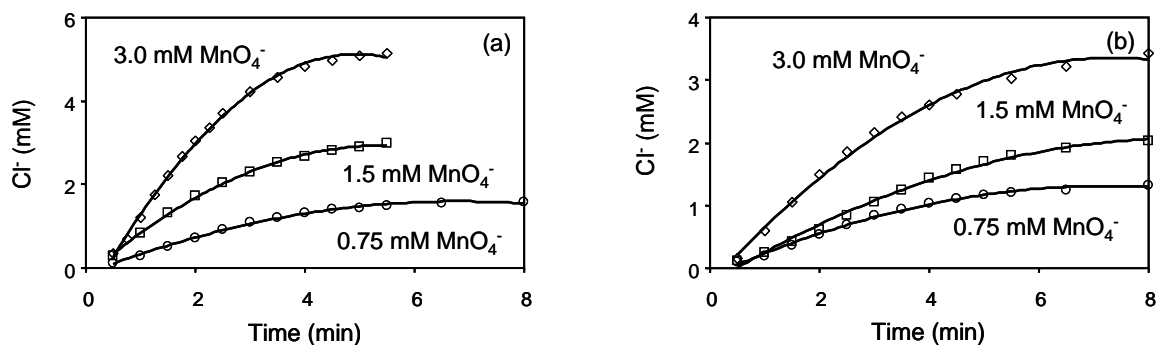 (a)
3.0 mM MnO₄⁻
1.5 mM MnO₄⁻
0.75 mM MnO₄⁻
Cl⁻ (mM)
6
4
2
0
0 2 4 6 8
Time (min)
(b)
3.0 mM MnO₄⁻
1.5 mM MnO₄⁻
0.75 mM MnO₄⁻
Cl⁻ (mM)
4
3
2
1
0
0 2 4 6 8
Time (min)